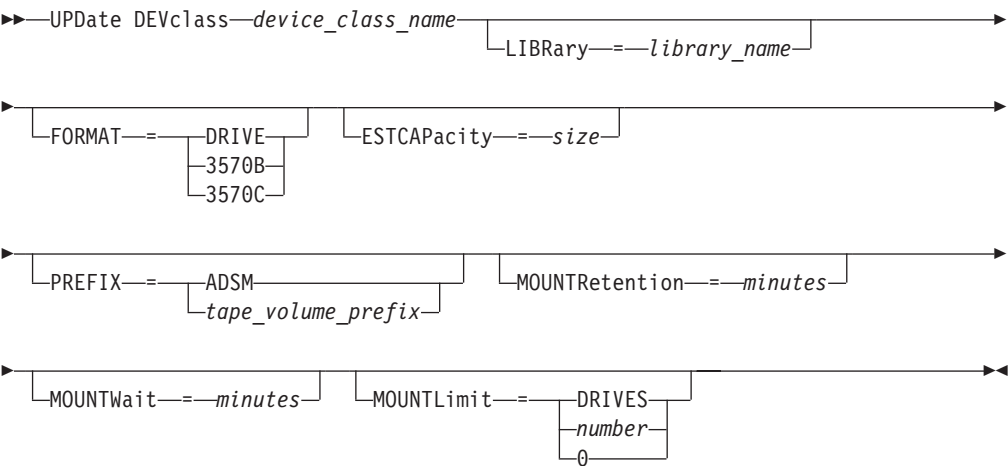 UPDate DEVclass device_class_name
LIBRary = library_name
FORMAT = DRIVE
3570B
3570C
ESTCAPacity = size
PREFIX = ADSM
tape_volume_prefix
MOUNTRetention = minutes
MOUNTWait = minutes
MOUNTLimit = DRIVES
number
0